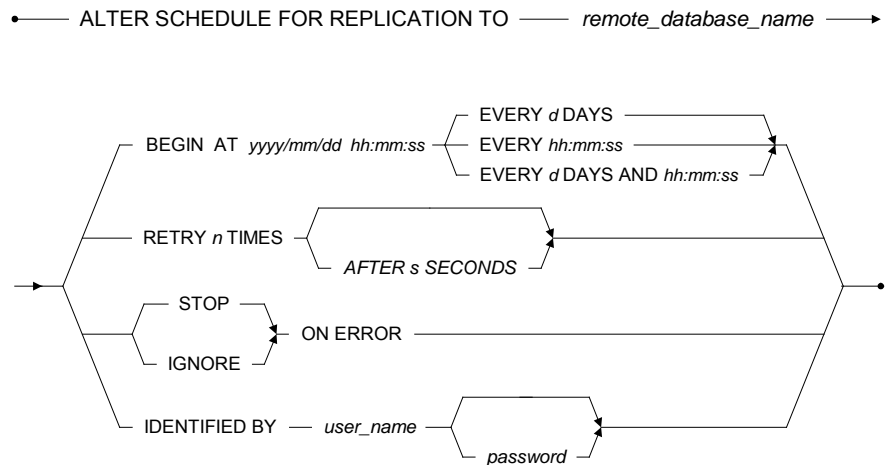 ALTER SCHEDULE FOR REPLICATION TO remote_database_name
EVERY d DAYS
BEGIN AT yyyy/mm/dd hh:mm:ss EVERY hh:mm:ss
EVERY d DAYS AND hh:mm:ss
RETRY n TIMES
AFTER s SECONDS
STOP
ON ERROR
IGNORE
IDENTIFIED BY user_name
password